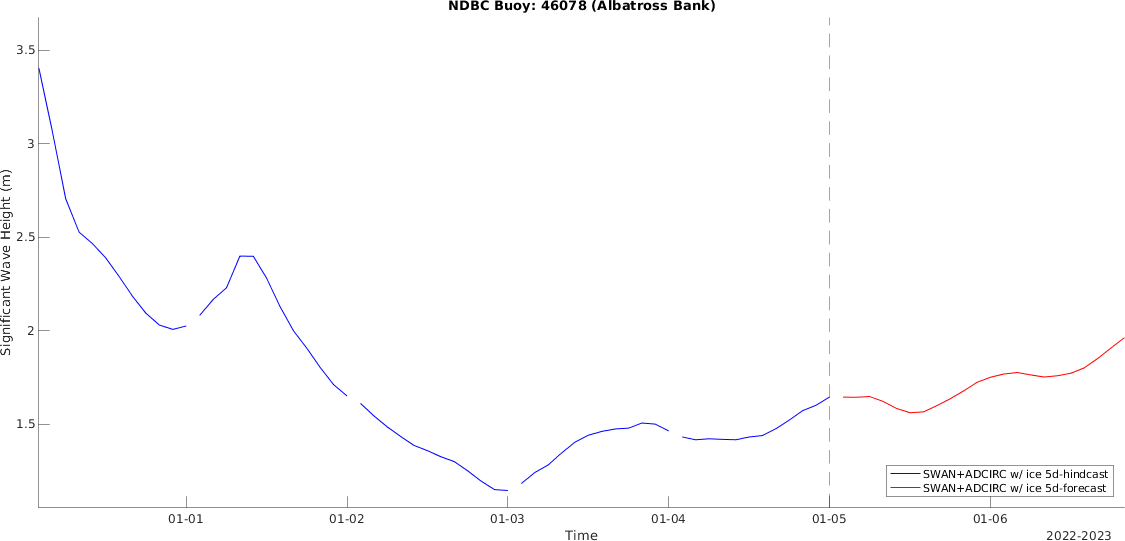 NDBC Buoy: 46078 (Albatross Bank)
Significant Wave Height (m)
3.5
3
2.5
2
1.5
SWAN+ADCIRC w/ ice 5d-hindcast
SWAN+ADCIRC w/ ice 5d-forecast
01-01
01-02
01-03
01-04
01-05
01-06
Time
2022-2023